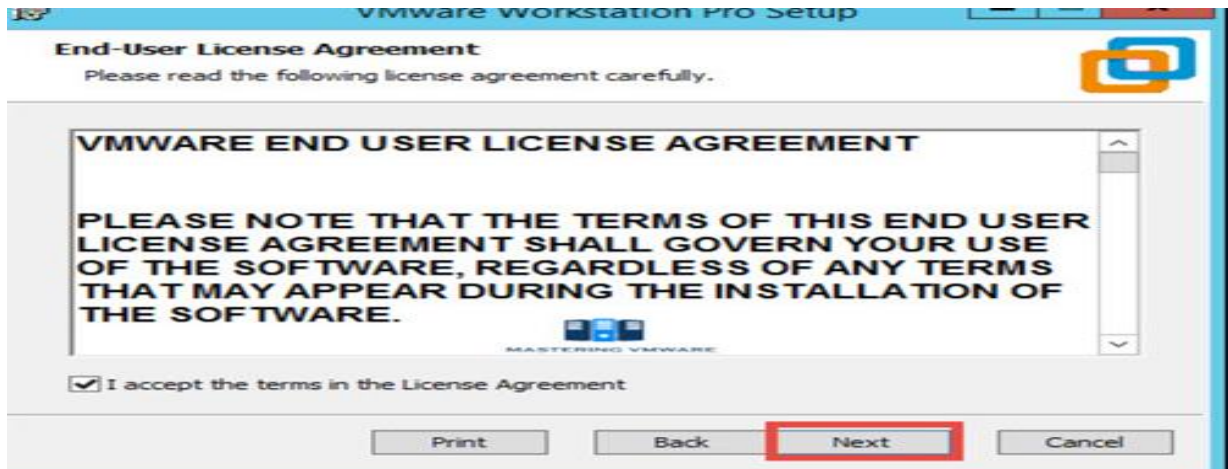 VMware Workstation Pro Setup
End-User License Agreement
Please read the following license agreement carefully.
VMWARE END USER LICENSE AGREEMENT
PLEASE NOTE THAT THE TERMS OF THIS END USER
LICENSE AGREEMENT SHALL GOVERN YOUR USE
OF THE SOFTWARE, REGARDLESS OF ANY TERMS
THAT MAY APPEAR DURING THE INSTALLATION OF
THE SOFTWARE.
MASTERING VMWARE
I accept the terms in the License Agreement
Print Back Next Cancel